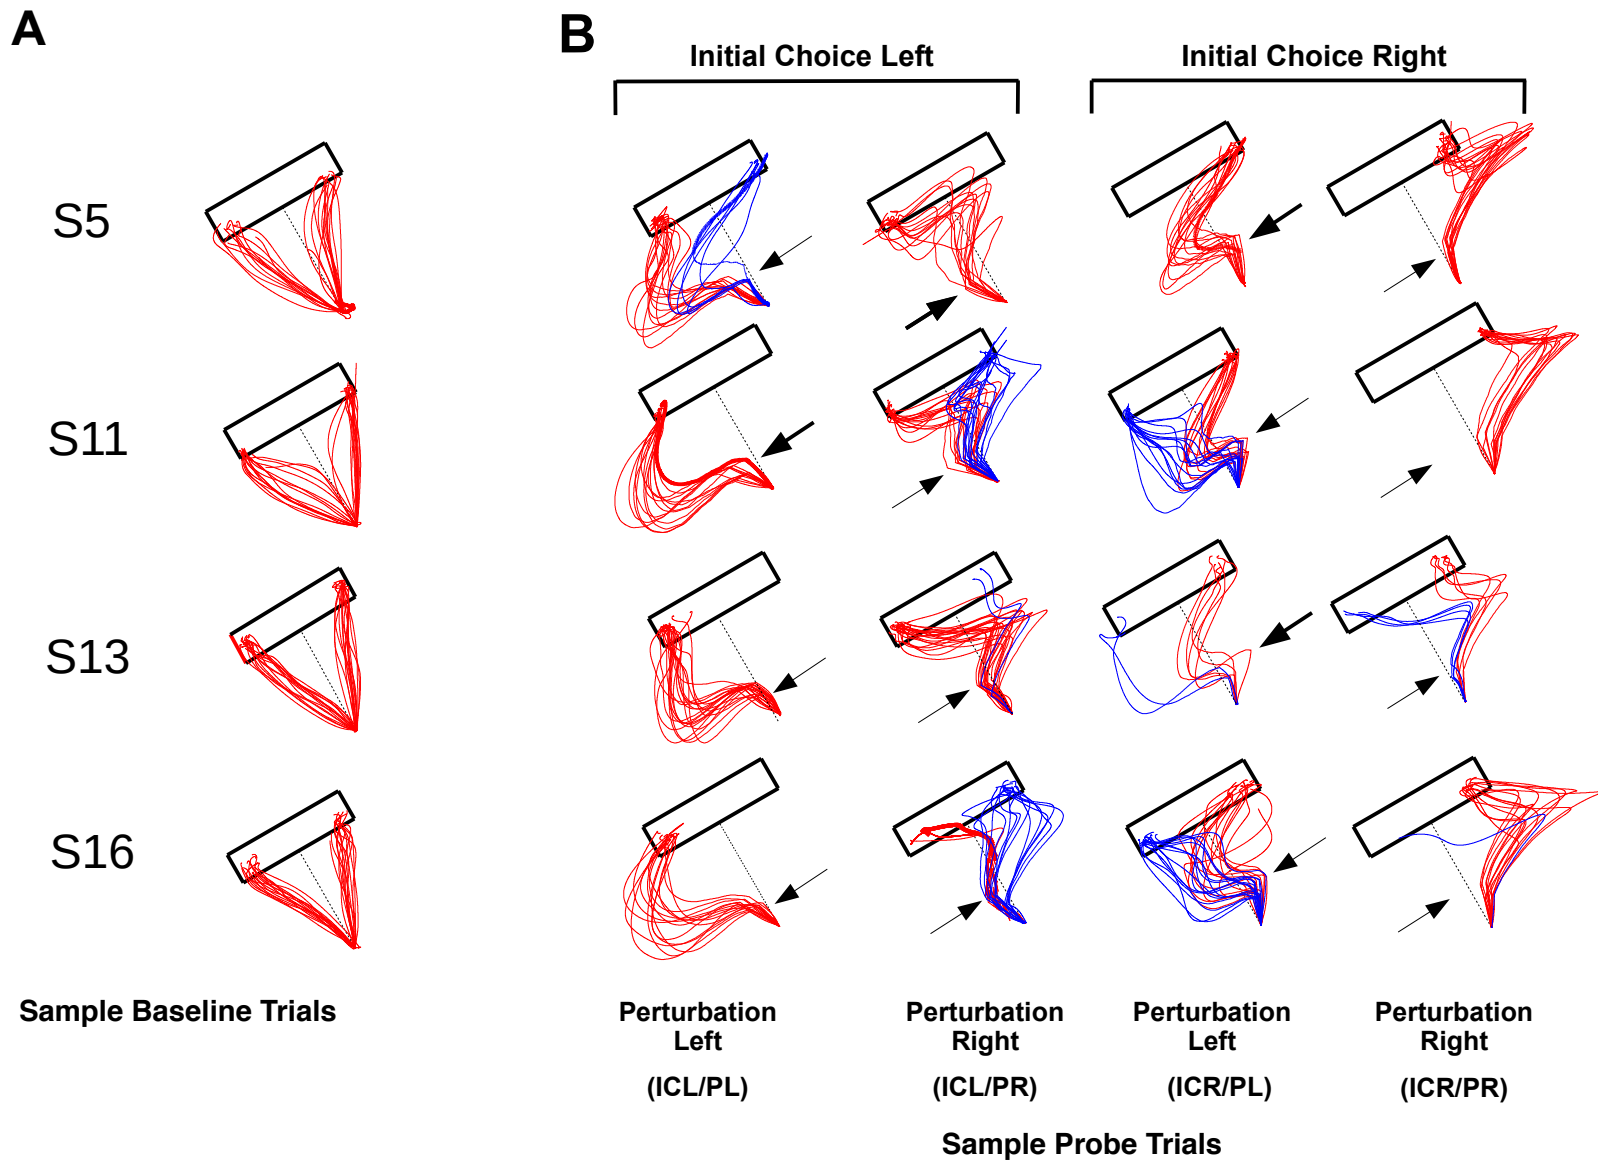 A
B
Initial Choice Left
Initial Choice Right
S5
S11
S13
S16
Sample Baseline Trials
Perturbation
Left
(ICL/PL)
Perturbation
Right
(ICL/PR)
Perturbation
Left
(ICR/PL)
Perturbation
Right
(ICR/PR)
Sample Probe Trials